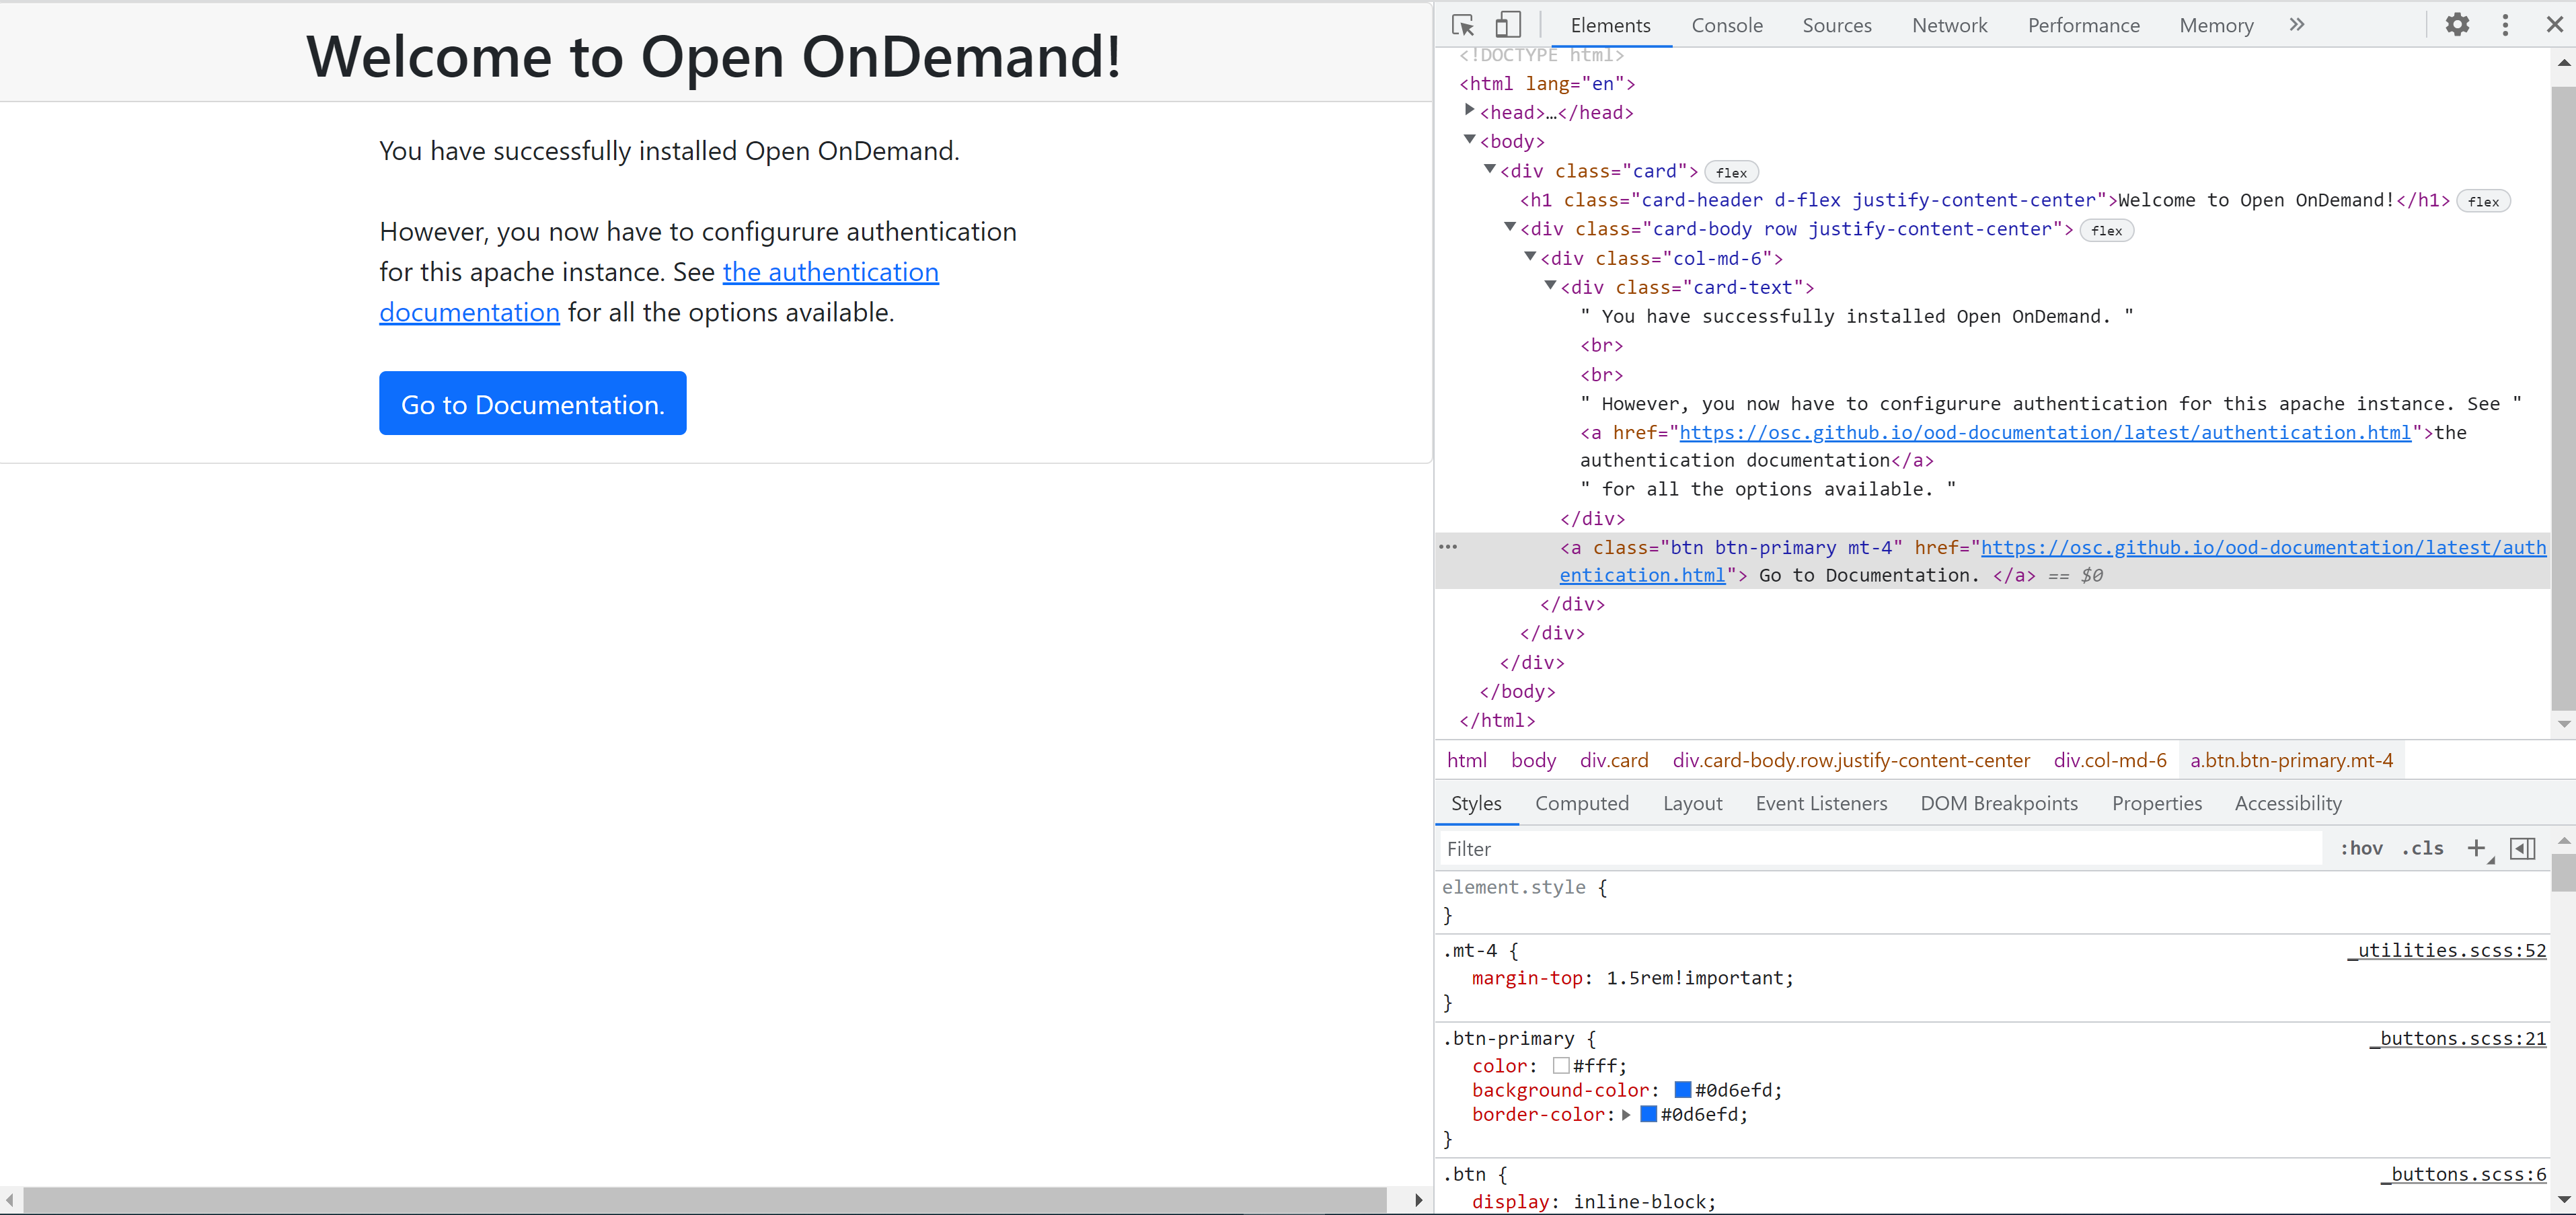 Welcome to Open OnDemand!
You have successfully installed Open OnDemand.
However, you now have to configurure authentication
for this apache instance. See the authentication
documentation for all the options available.
Go to Documentation.
Elements Console Sources Network Performance Memory »
<!DOCTYPE html>
<html lang="en">
<head>…</head>
<body>
<div class="card"> flex
<h1 class="card-header d-flex justify-content-center">Welcome to Open OnDemand!</h1> flex
<div class="card-body row justify-content-center"> flex
<div class="col-md-6">
<div class="card-text">
" You have successfully installed Open OnDemand. "
<br>
<br>
" However, you now have to configurure authentication for this apache instance. See "
<a href="https://osc.github.io/ood-documentation/latest/authentication.html">the
authentication documentation</a>
" for all the options available. "
</div>
<a class="btn btn-primary mt-4" href="https://osc.github.io/ood-documentation/latest/auth
entication.html"> Go to Documentation. </a> == $0
</div>
</div>
</div>
</body>
</html>
html body div.card div.card-body.row.justify-content-center div.col-md-6 a.btn.btn-primary.mt-4
Styles Computed Layout Event Listeners DOM Breakpoints Properties Accessibility
Filter :hov .cls +
element.style {
}
.mt-4 { _utilities.scss:52
margin-top: 1.5rem!important;
}
.btn-primary { _buttons.scss:21
color: #fff;
background-color: #0d6efd;
border-color: #0d6efd;
}
.btn { _buttons.scss:6
display: inline-block;